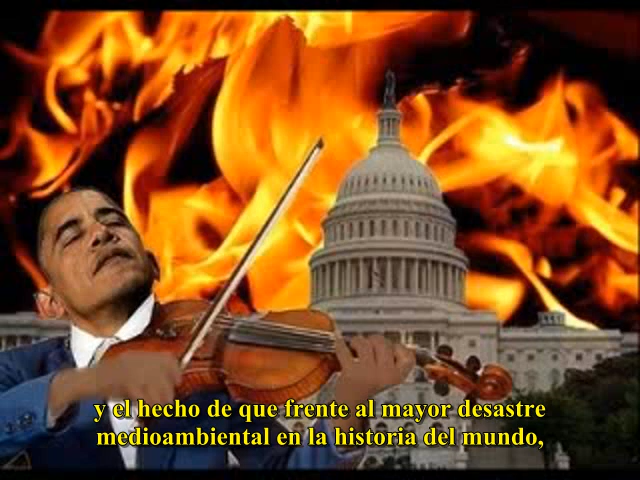 y el hecho de que frente al mayor desastre
medioambiental en la historia del mundo,